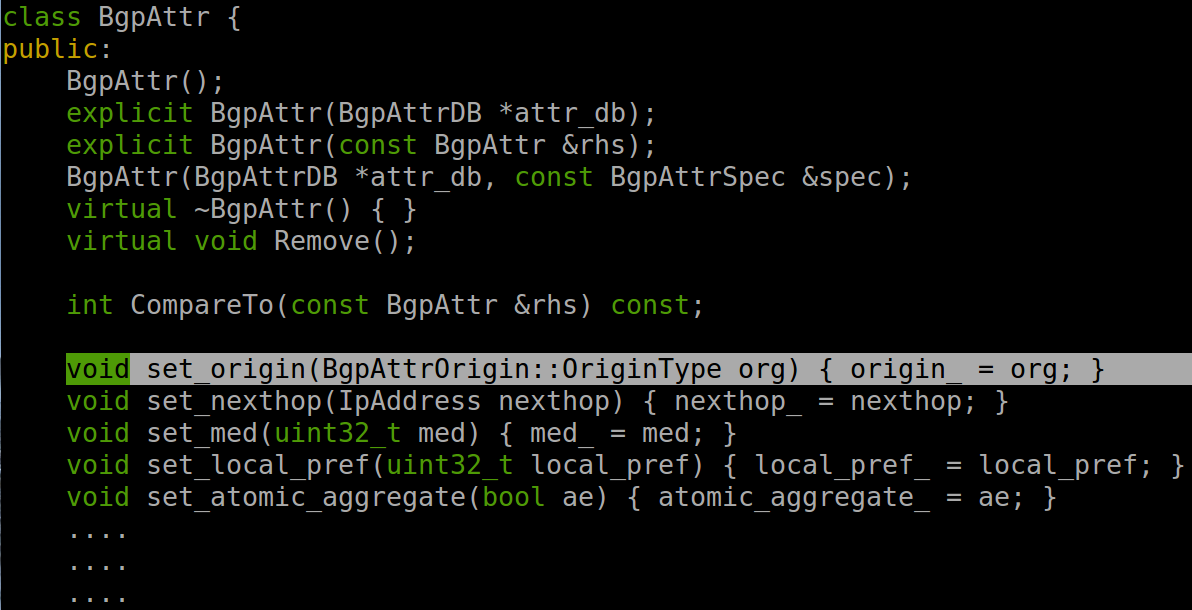 class BgpAttr {
public:
    BgpAttr();
    explicit BgpAttr(BgpAttrDB *attr_db);
    explicit BgpAttr(const BgpAttr &rhs);
    BgpAttr(BgpAttrDB *attr_db, const BgpAttrSpec &spec);
    virtual ~BgpAttr() { }
    virtual void Remove();

    int CompareTo(const BgpAttr &rhs) const;

    void set_origin(BgpAttrOrigin::OriginType org) { origin_ = org; }
    void set_nexthop(IpAddress nexthop) { nexthop_ = nexthop; }
    void set_med(uint32_t med) { med_ = med; }
    void set_local_pref(uint32_t local_pref) { local_pref_ = local_pref; }
    void set_atomic_aggregate(bool ae) { atomic_aggregate_ = ae; }
    ....
    ....
    ....